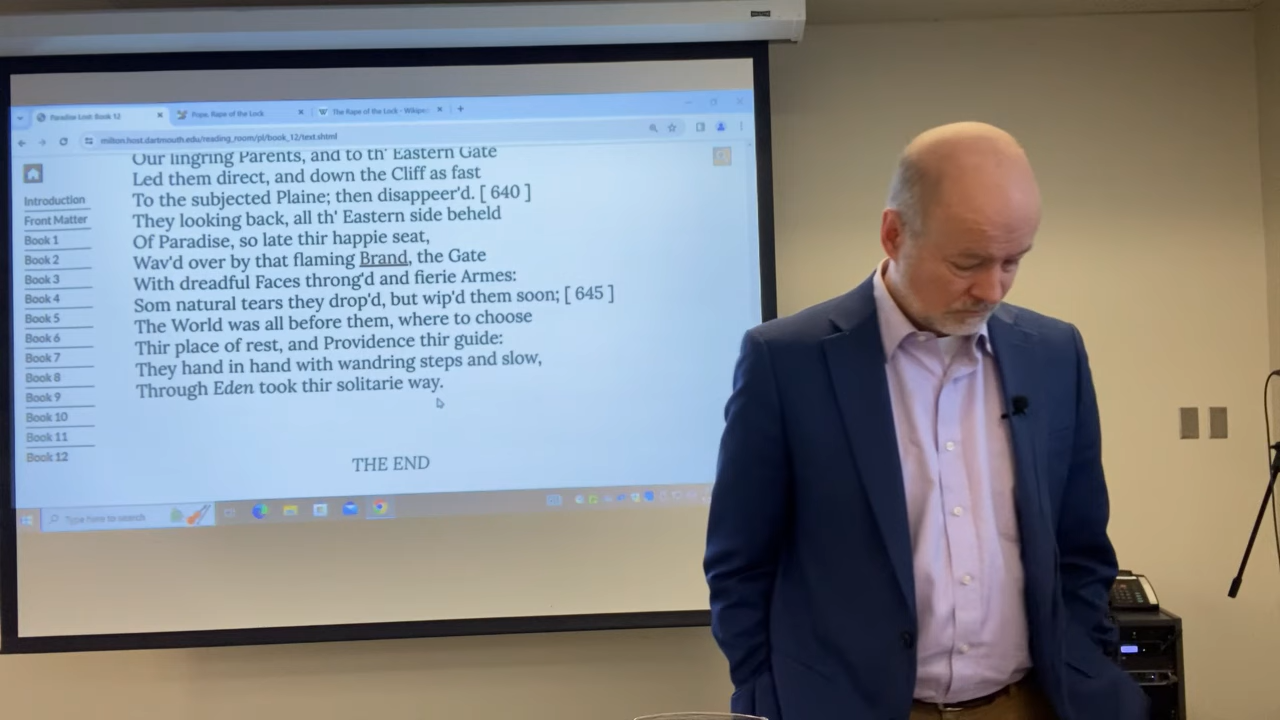 Paradise Lost: Book 12
Pope, Rape of the Lock
The Rape of the Lock - Wikipe
milton.host.dartmouth.edu/reading_room/pl/book_12/text.shtml
Introduction
Front Matter
Book 1
Book 2
Book 3
Book 4
Book 5
Book 6
Book 7
Book 8
Book 9
Book 10
Book 11
Book 12
Our lingring Parents, and to th' Eastern Gate
Led them direct, and down the Cliff as fast
To the subjected Plaine; then disappeer'd. [ 640 ]
They looking back, all th' Eastern side beheld
Of Paradise, so late thir happie seat,
Wav'd over by that flaming Brand, the Gate
With dreadful Faces throng'd and fierie Armes:
Som natural tears they drop'd, but wip'd them soon; [ 645 ]
The World was all before them, where to choose
Thir place of rest, and Providence thir guide:
They hand in hand with wandring steps and slow,
Through Eden took thir solitarie way.
THE END
Type here to search